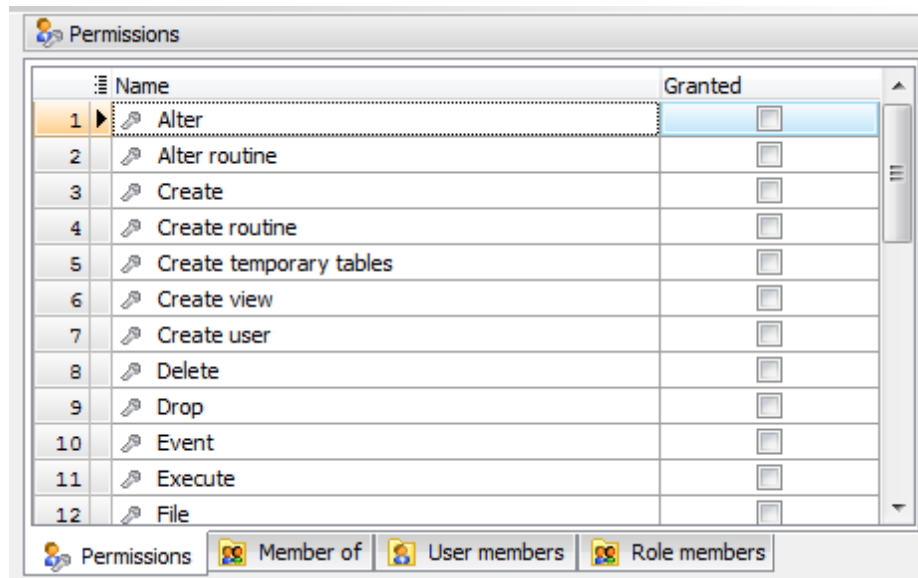 Permissions
Name Granted
1 Alter
2 Alter routine
3 Create
4 Create routine
5 Create temporary tables
6 Create view
7 Create user
8 Delete
9 Drop
10 Event
11 Execute
12 File
Permissions Member of User members Role members